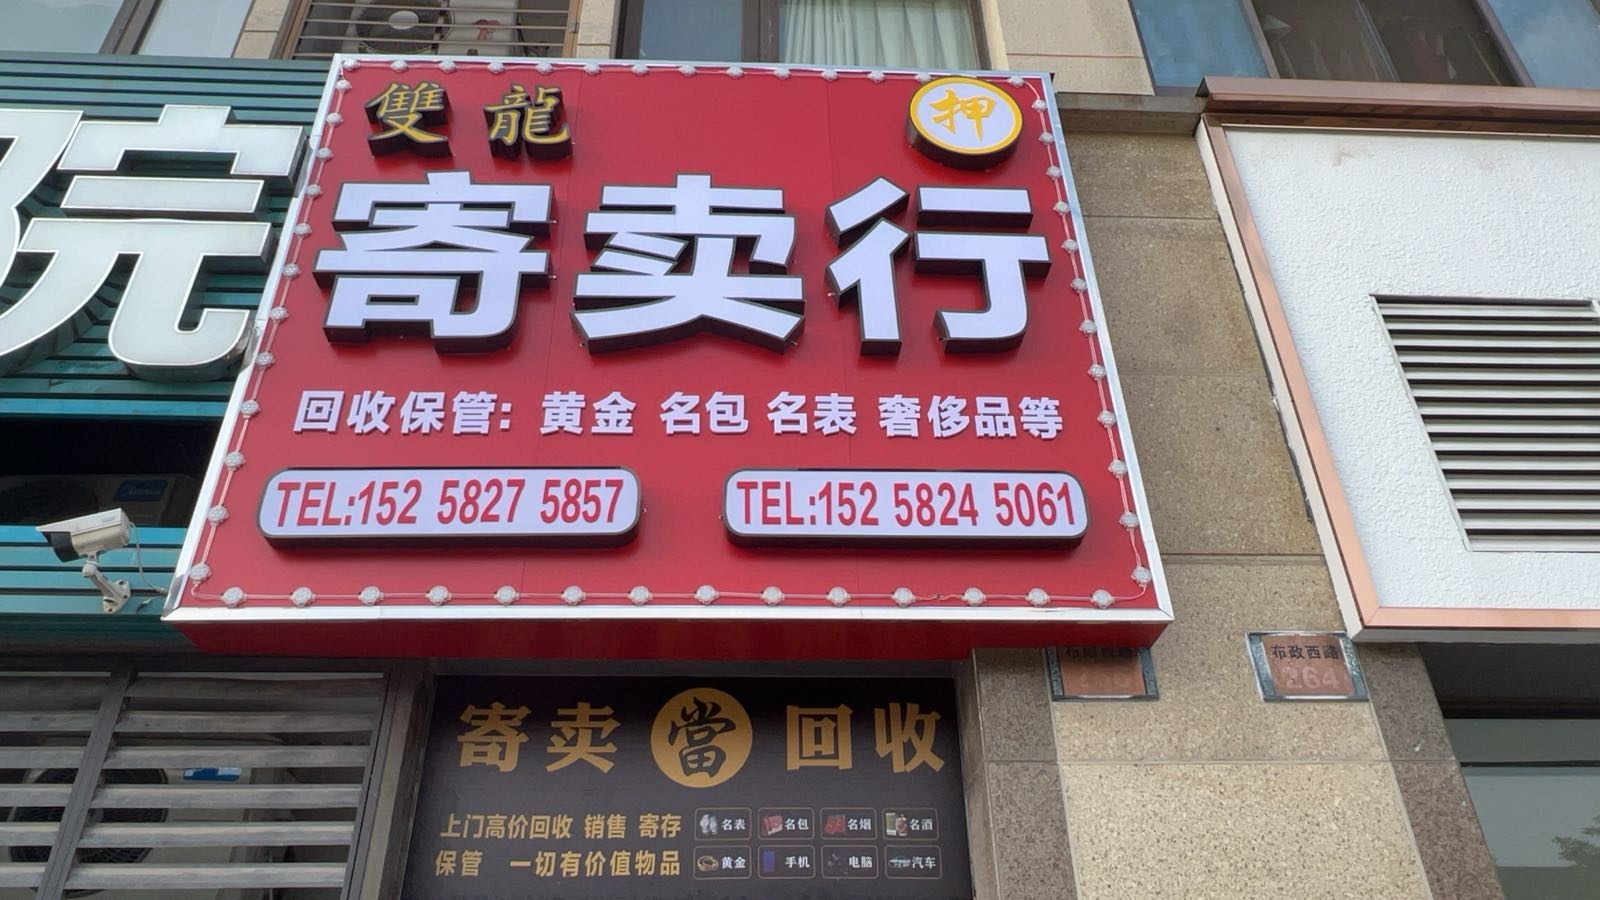 院
雙龍
押
寄卖行
回收保管: 黄金 名包 名表 奢侈品等
TEL:152 5827 5857
TEL:152 5824 5061
布政西路
布政西路
264
寄卖 當 回收
上门高价回收 销售 寄存
保管 一切有价值物品
名表 名包 名烟 名酒
黄金 手机 电脑 汽车